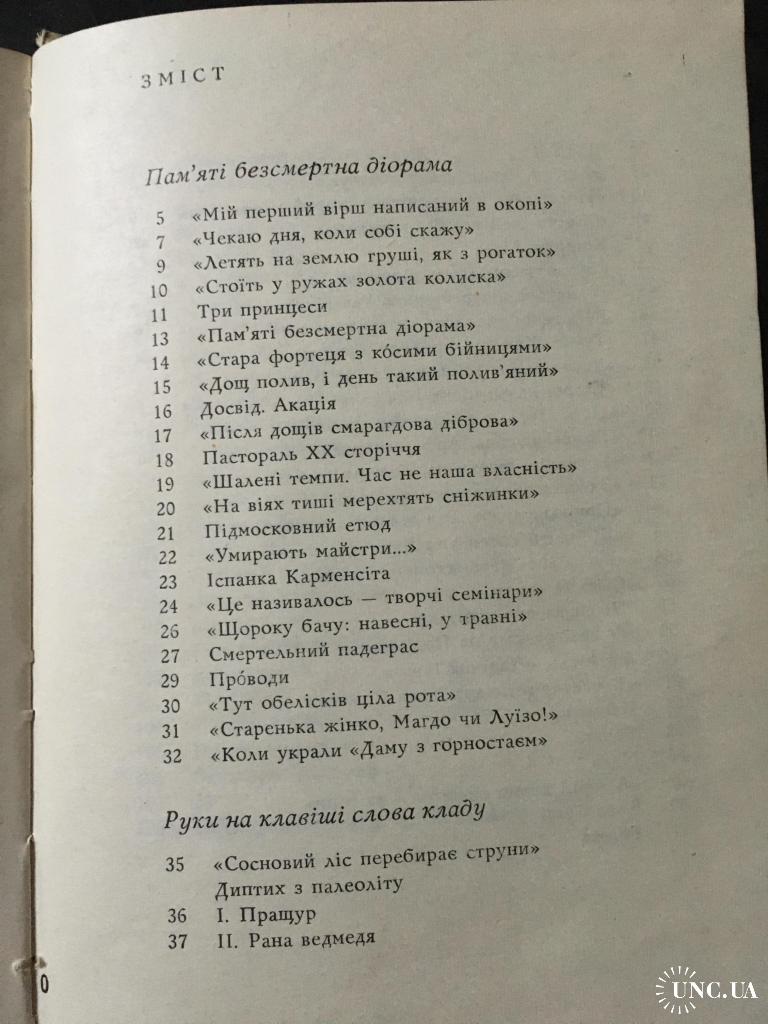 ЗМІСТ
Пам’яті безсмертна діорама
5 «Мій перший вірш написаний в окопі»
7 «Чекаю дня, коли собі скажу»
9 «Летять на землю груші, як з рогаток»
10 «Стоїть у ружах золота колиска»
11 Три принцеси
13 «Пам’яті безсмертна діорама»
14 «Стара фортеця з ко́сими бійницями»
15 «Дощ полив, і день такий полив’яний»
16 Досвід. Акація
17 «Після дощів смарагдова діброва»
18 Пастораль ХХ сторіччя
19 «Шалені темпи. Час не наша власність»
20 «На віях тиші мерехтять сніжинки»
21 Підмосковний етюд
22 «Умирають майстри...»
23 Іспанка Карменсіта
24 «Це називалось — творчі семінари»
26 «Щороку бачу: навесні, у травні»
27 Смертельний падеграс
29 Про́води
30 «Тут обелісків ціла рота»
31 «Старенька жінко, Магдо чи Луїзо!»
32 «Коли украли «Даму з горностаєм»
Руки на клавіші слова кладу
35 «Сосновий ліс перебирає струни»
Диптих з палеоліту
36 І. Пращур
37 ІІ. Рана ведмедя
0
UNC.UA